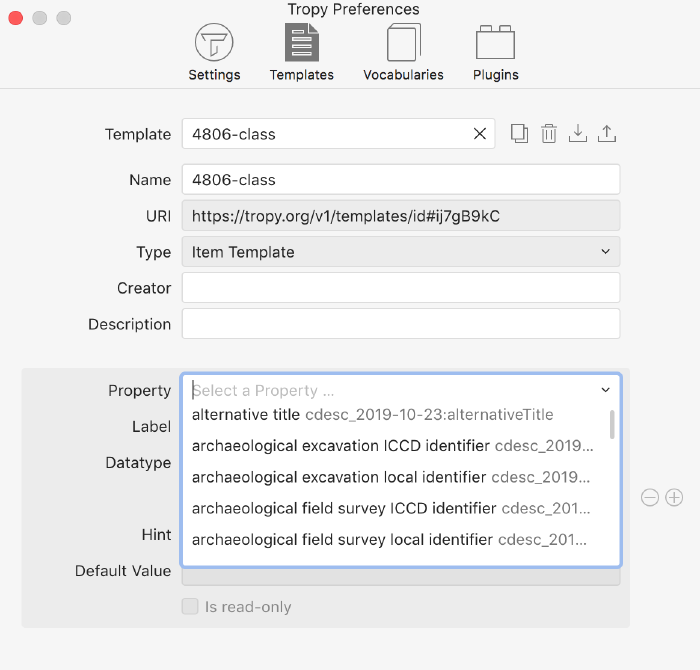 Tropy Preferences
Settings Templates Vocabularies Plugins
Template 4806-class
Name 4806-class
URI https://tropy.org/v1/templates/id#ij7gB9kC
Type Item Template
Creator
Description
Property Select a Property ...
alternative title cdesc_2019-10-23:alternativeTitle
Label
archaeological excavation ICCD identifier cdesc_2019...
Datatype
archaeological excavation local identifier cdesc_2019...
archaeological field survey ICCD identifier cdesc_201...
Hint
archaeological field survey local identifier cdesc_201...
Default Value
Is read-only